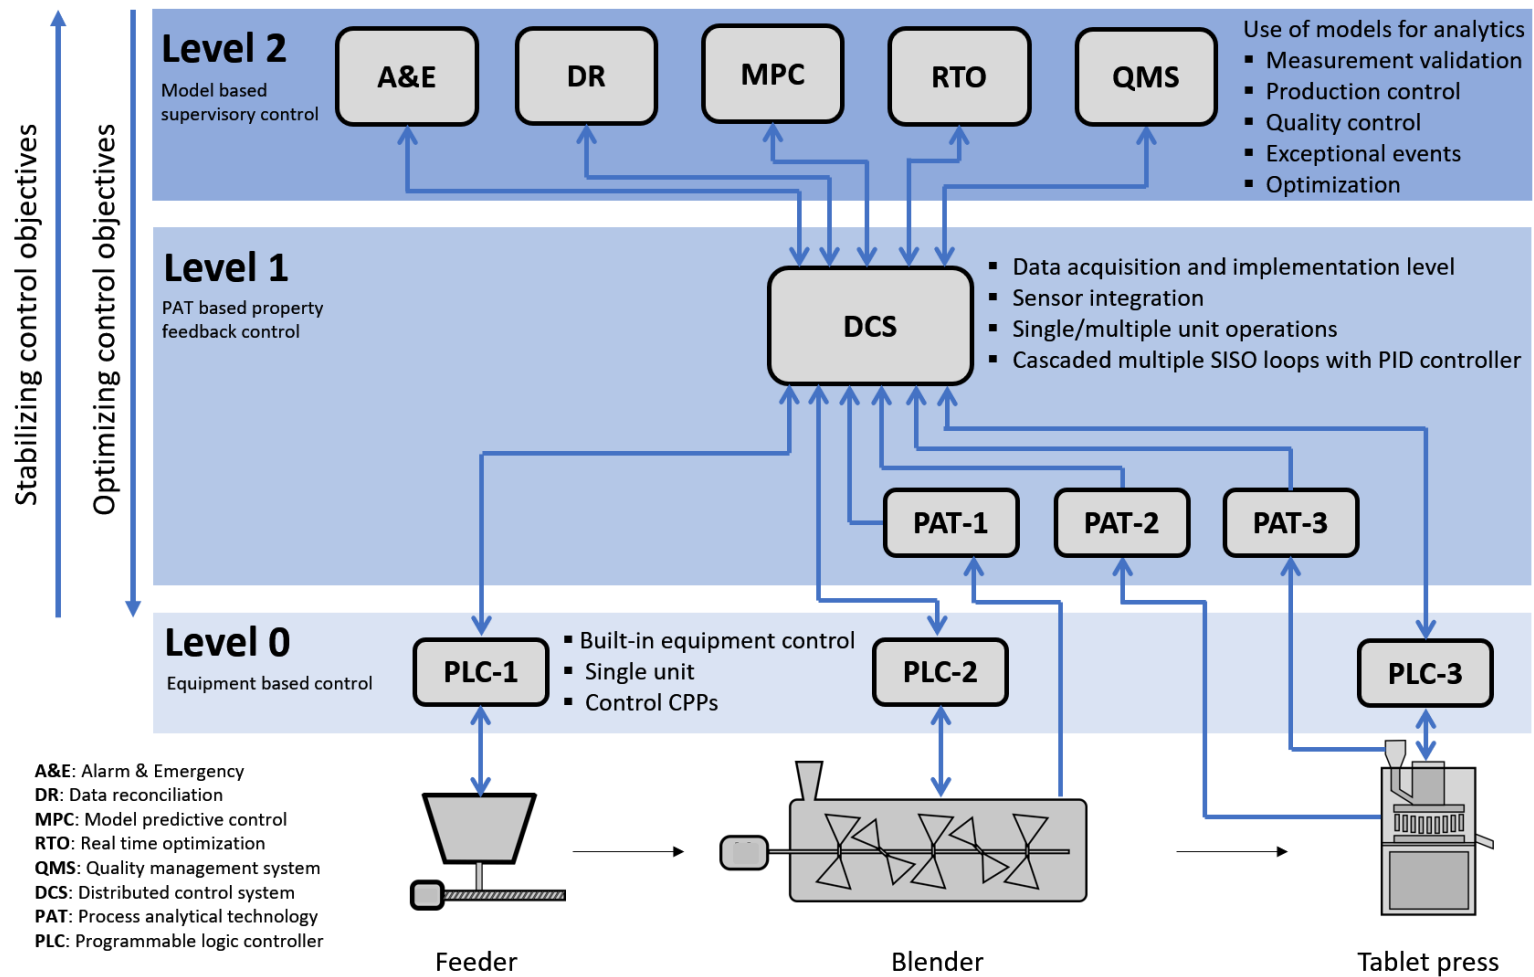 Stabilizing control objectives
Optimizing control objectives
Level 2
Model based
supervisory control
A&E
DR
MPC
RTO
QMS
Use of models for analytics
▪ Measurement validation
▪ Production control
▪ Quality control
▪ Exceptional events
▪ Optimization
Level 1
PAT based property
feedback control
DCS
▪ Data acquisition and implementation level
▪ Sensor integration
▪ Single/multiple unit operations
▪ Cascaded multiple SISO loops with PID controller
PAT-1
PAT-2
PAT-3
Level 0
Equipment based control
PLC-1
▪ Built-in equipment control
▪ Single unit
▪ Control CPPs
PLC-2
PLC-3
A&E: Alarm & Emergency
DR: Data reconciliation
MPC: Model predictive control
RTO: Real time optimization
QMS: Quality management system
DCS: Distributed control system
PAT: Process analytical technology
PLC: Programmable logic controller
Feeder
Blender
Tablet press